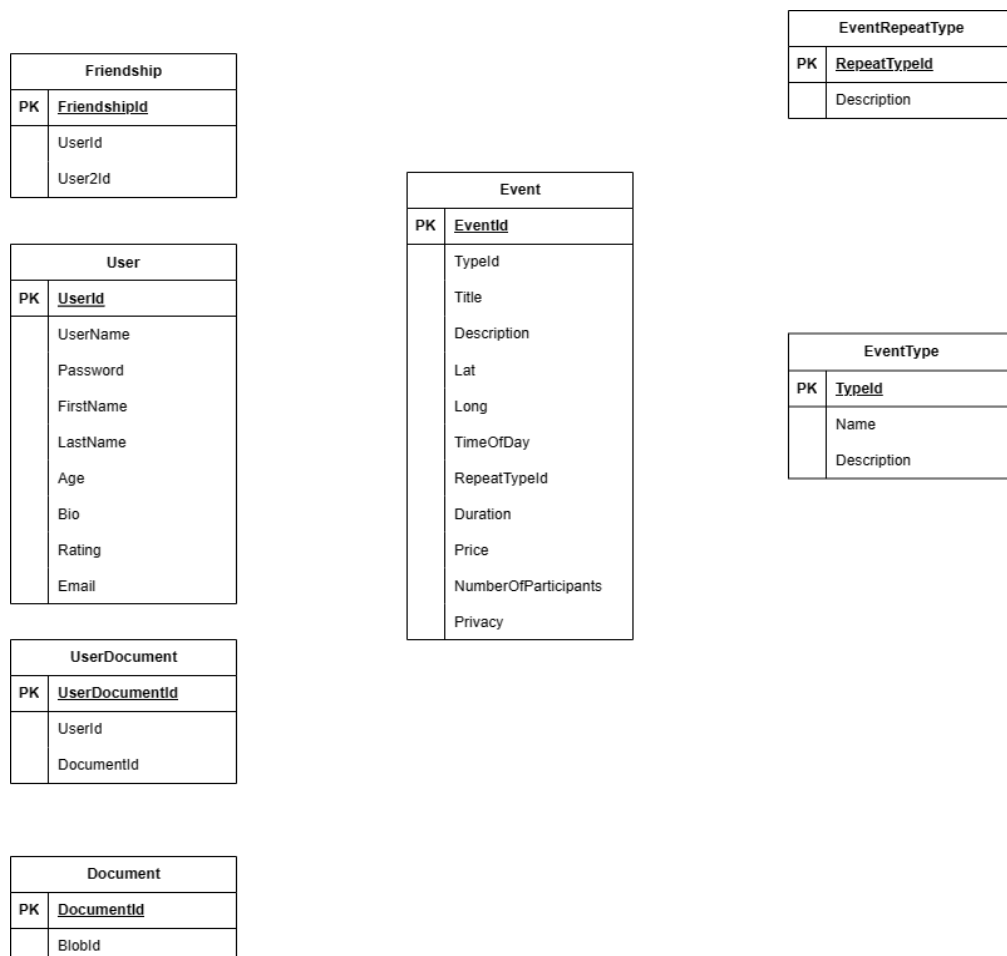 Friendship
PK FriendshipId
UserId
User2Id
User
PK UserId
UserName
Password
FirstName
LastName
Age
Bio
Rating
Email
UserDocument
PK UserDocumentId
UserId
DocumentId
Document
PK DocumentId
BlobId
Event
PK EventId
TypeId
Title
Description
Lat
Long
TimeOfDay
RepeatTypeId
Duration
Price
NumberOfParticipants
Privacy
EventRepeatType
PK RepeatTypeId
Description
EventType
PK TypeId
Name
Description